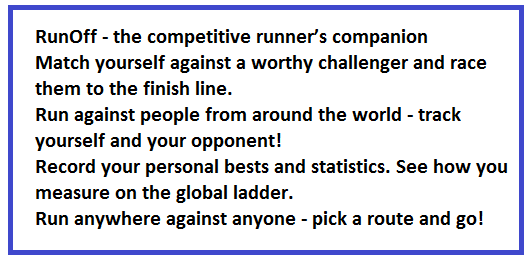 RunOff - the competitive runner’s companion
Match yourself against a worthy challenger and race
them to the finish line.
Run against people from around the world - track
yourself and your opponent!
Record your personal bests and statistics. See how you
measure on the global ladder.
Run anywhere against anyone - pick a route and go!